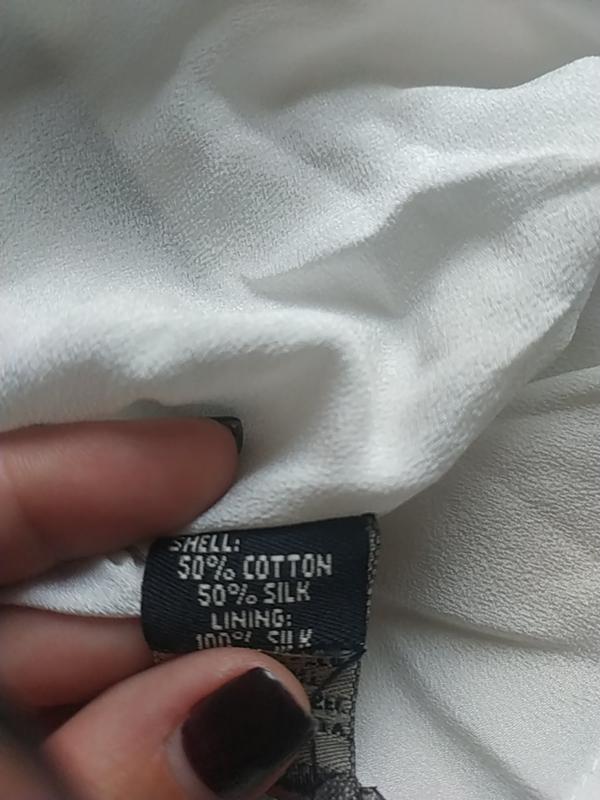 SHELL:
50% COTTON
50% SILK
LINING:
100% SILK